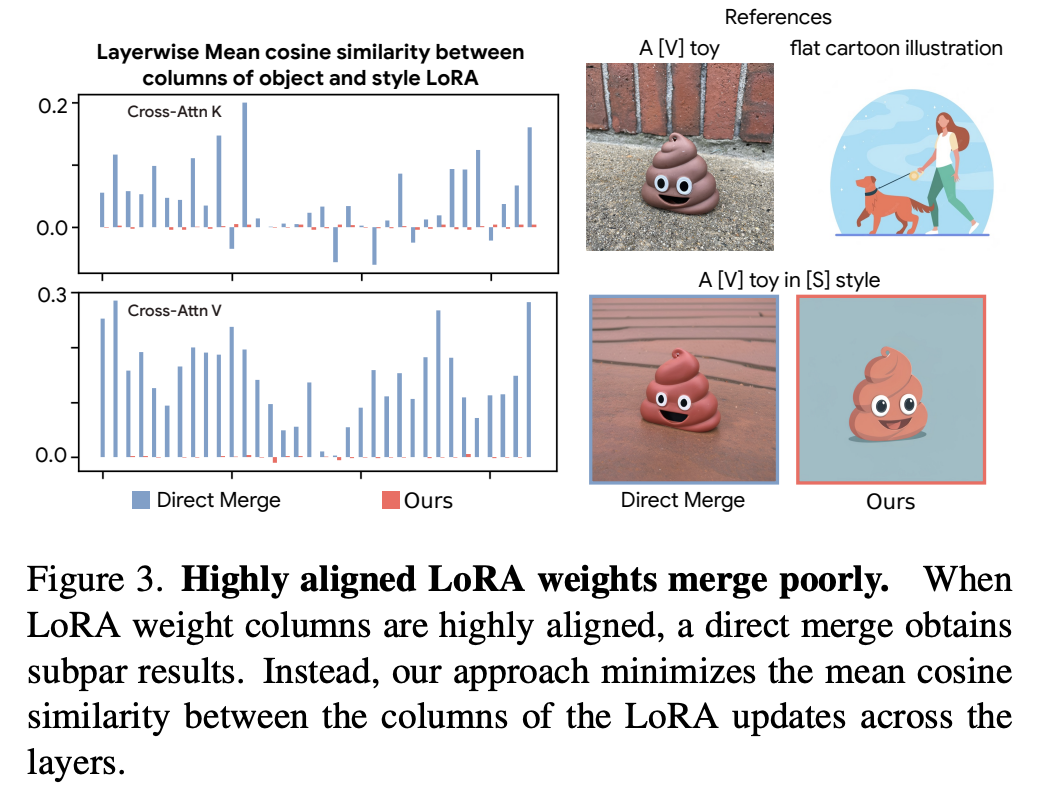 Layerwise Mean cosine similarity between
columns of object and style LoRA
0.2
Cross-Attn K
0.0
0.3
Cross-Attn V
0.0
Direct Merge
Ours
References
A [V] toy
flat cartoon illustration
A [V] toy in [S] style
Direct Merge
Ours
Figure 3. Highly aligned LoRA weights merge poorly. When
LoRA weight columns are highly aligned, a direct merge obtains
subpar results. Instead, our approach minimizes the mean cosine
similarity between the columns of the LoRA updates across the
layers.